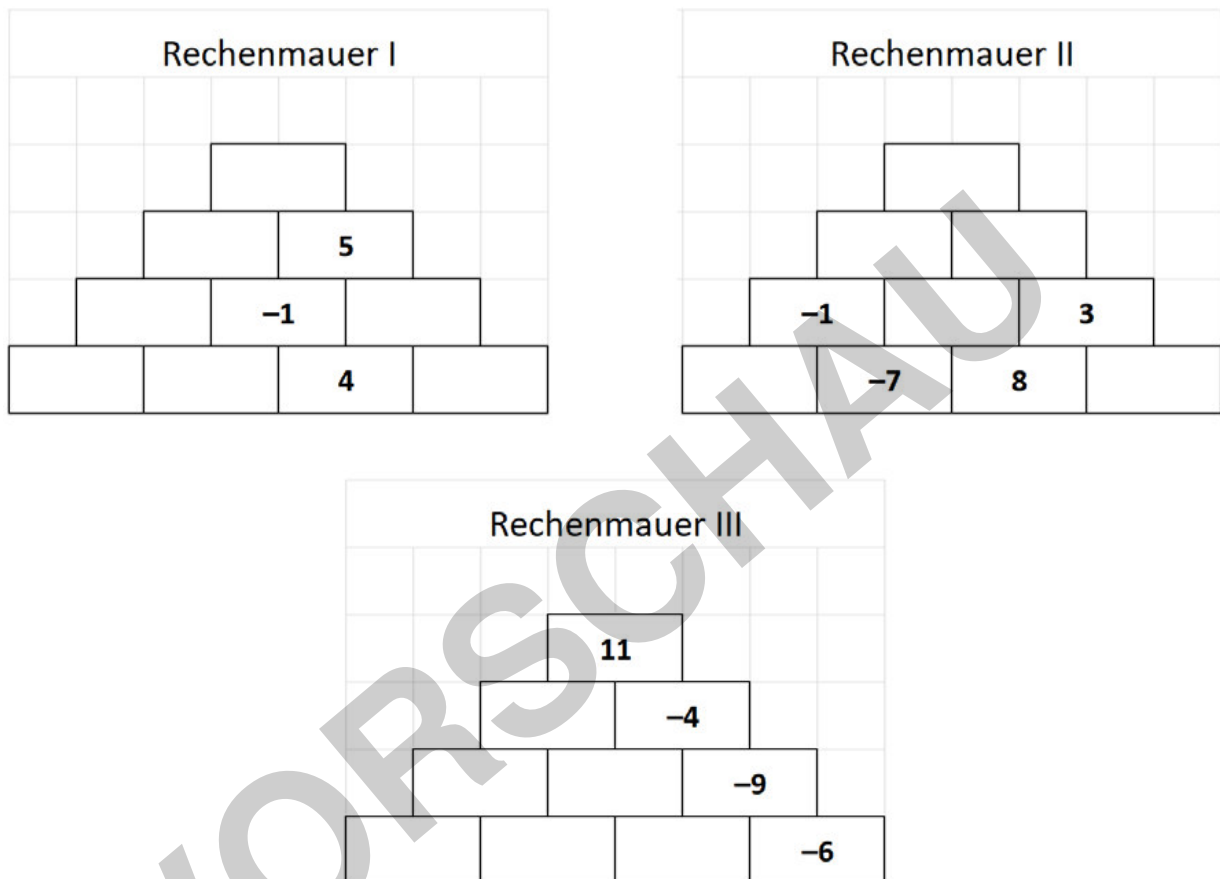 Rechenmauer I
5
–1
4
Rechenmauer II
–1 3
–7 8
Rechenmauer III
11
–4
–9
–6
VORSCHAU